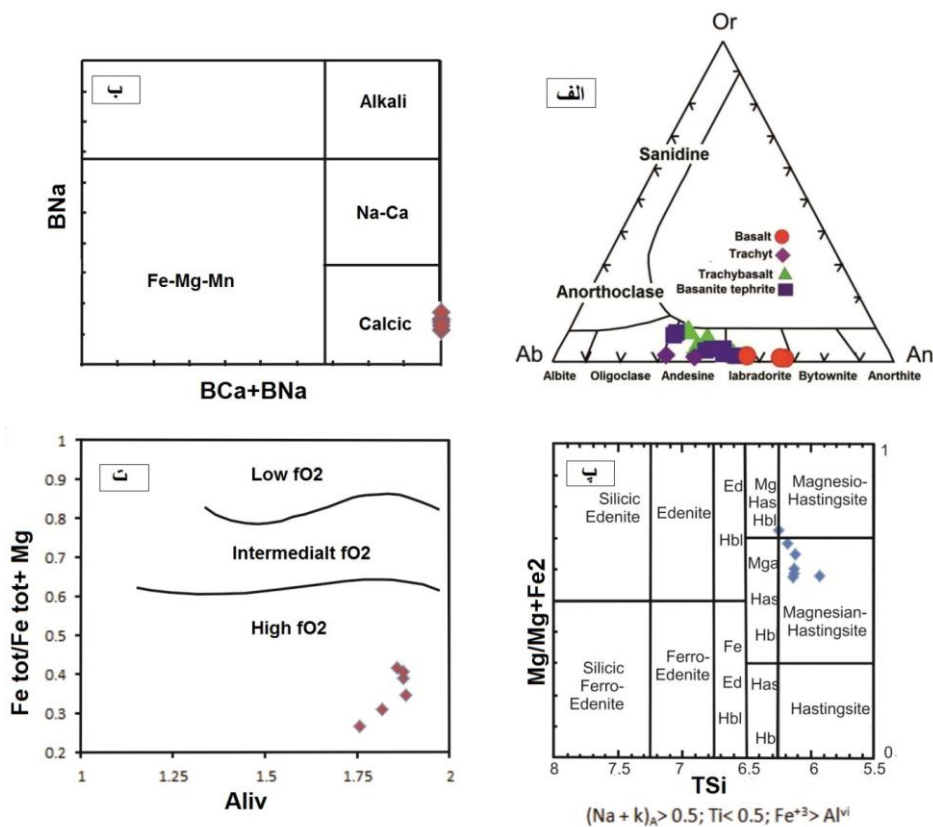 ب
Alkali
Na-Ca
Fe-Mg-Mn
Calcic
BNa
BCa+BNa
Or
الف
Sanidine
Basalt
Trachyt
Trachybasalt
Basanite tephrite
Anorthoclase
Ab
An
Albite Oligoclase Andesine labradorite Bytownite Anorthite
ت
1
0.9
0.8
0.7
0.6
0.5
0.4
0.3
0.2
Low fO2
Intermedialt fO2
High fO2
Fe tot/Fe tot+ Mg
1 1.25 1.5 1.75 2
Aliv
پ
1
0
Silicic
Edenite
Edenite
Ed
Hbl
Mg
Has
Hbl
Magnesio-
Hastingsite
Mga
Has
Hb
Magnesian-
Hastingsite
Silicic
Ferro-
Edenite
Ferro-
Edenite
Fe
Ed
Hbl
Has
Hb
Hastingsite
Mg/Mg+Fe2
8 7.5 7 6.5 6 5.5
TSi
(Na + k)A> 0.5; Ti< 0.5; Fe+3> Alvi